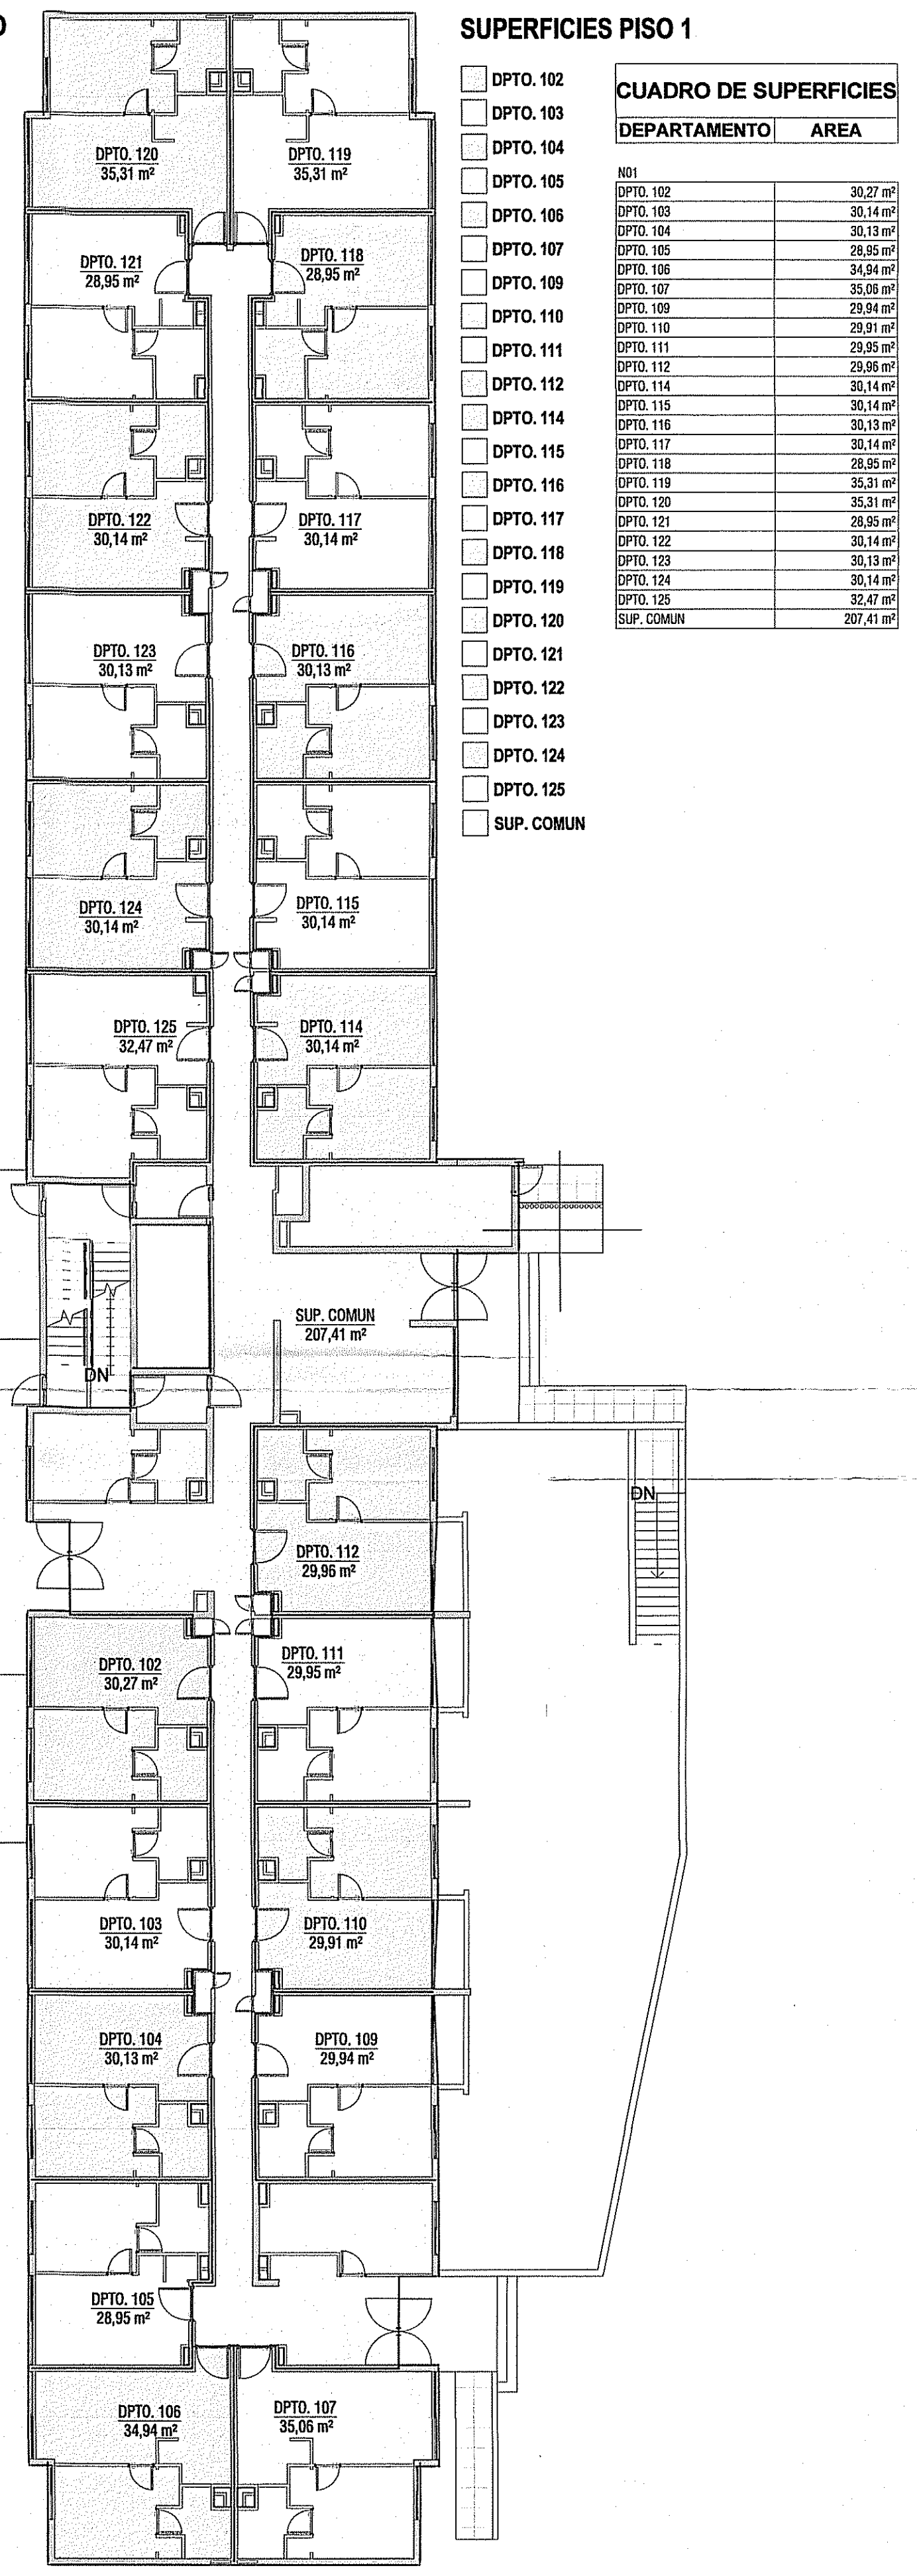 O
SUPERFICIES PISO 1
DPTO. 102
DPTO. 103
DPTO. 104
DPTO. 105
DPTO. 106
DPTO. 107
DPTO. 109
DPTO. 110
DPTO. 111
DPTO. 112
DPTO. 114
DPTO. 115
DPTO. 116
DPTO. 117
DPTO. 118
DPTO. 119
DPTO. 120
DPTO. 121
DPTO. 122
DPTO. 123
DPTO. 124
DPTO. 125
SUP. COMUN
CUADRO DE SUPERFICIES
DEPARTAMENTO AREA
N01
DPTO. 102 30,27 m²
DPTO. 103 30,14 m²
DPTO. 104 30,13 m²
DPTO. 105 28,95 m²
DPTO. 106 34,94 m²
DPTO. 107 35,06 m²
DPTO. 109 29,94 m²
DPTO. 110 29,91 m²
DPTO. 111 29,95 m²
DPTO. 112 29,96 m²
DPTO. 114 30,14 m²
DPTO. 115 30,14 m²
DPTO. 116 30,13 m²
DPTO. 117 30,14 m²
DPTO. 118 28,95 m²
DPTO. 119 35,31 m²
DPTO. 120 35,31 m²
DPTO. 121 28,95 m²
DPTO. 122 30,14 m²
DPTO. 123 30,13 m²
DPTO. 124 30,14 m²
DPTO. 125 32,47 m²
SUP. COMUN 207,41 m²
DPTO. 120
35,31 m²
DPTO. 119
35,31 m²
DPTO. 121
28,95 m²
DPTO. 118
28,95 m²
DPTO. 122
30,14 m²
DPTO. 117
30,14 m²
DPTO. 123
30,13 m²
DPTO. 116
30,13 m²
DPTO. 124
30,14 m²
DPTO. 115
30,14 m²
DPTO. 125
32,47 m²
DPTO. 114
30,14 m²
SUP. COMUN
207,41 m²
DN
DN
DPTO. 112
29,96 m²
DPTO. 102
30,27 m²
DPTO. 111
29,95 m²
DPTO. 103
30,14 m²
DPTO. 110
29,91 m²
DPTO. 104
30,13 m²
DPTO. 109
29,94 m²
DPTO. 105
28,95 m²
DPTO. 106
34,94 m²
DPTO. 107
35,06 m²